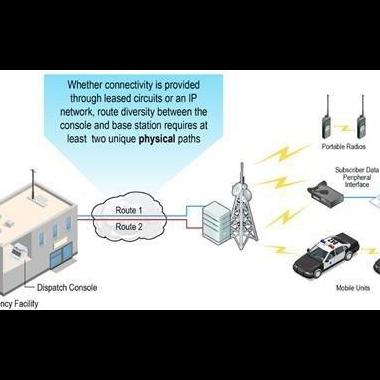 Whether connectivity is provided
through leased circuits or an IP
network, route diversity between the
console and base station requires at
least two unique physical paths
Portable Radios
Subscriber Data
Peripheral
Interface
Route 1
Route 2
Dispatch Console
ncy Facility
Mobile Units